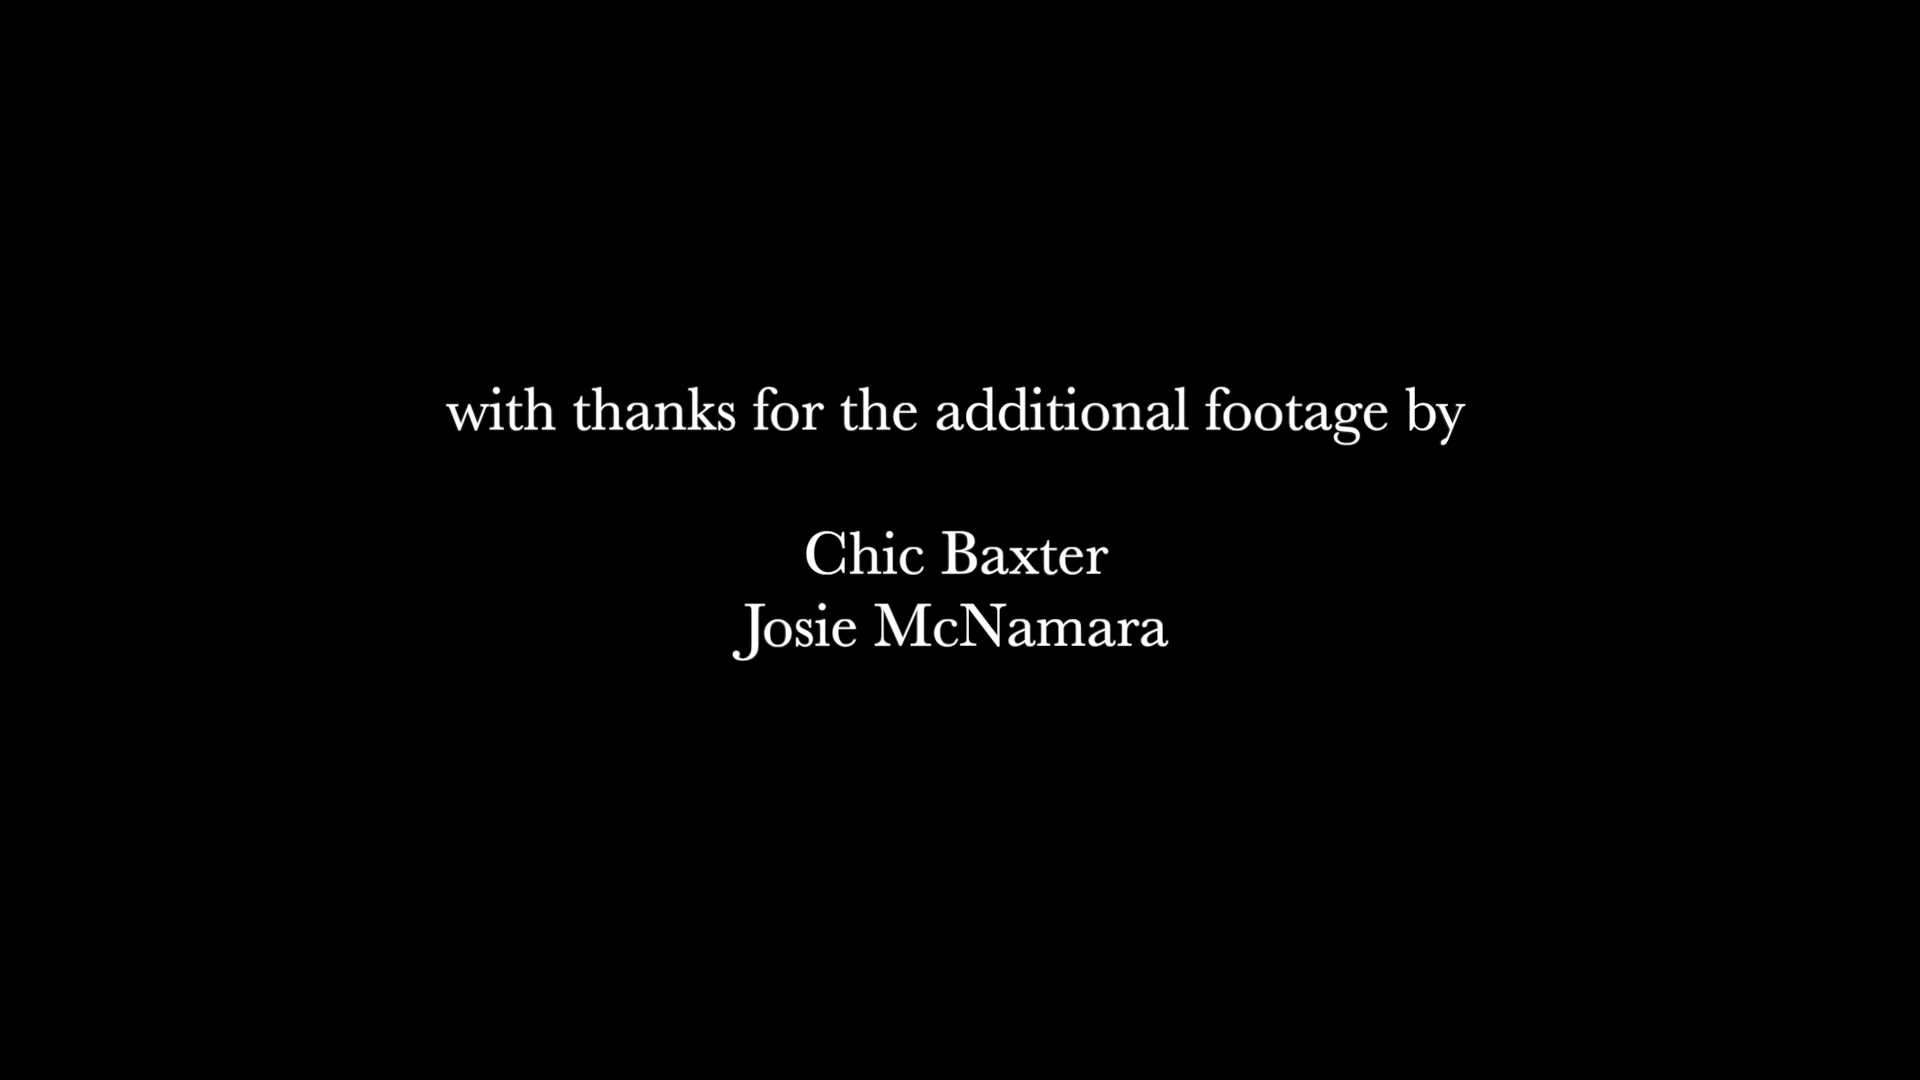 with thanks for the additional footage by
Chic Baxter
Josie McNamara